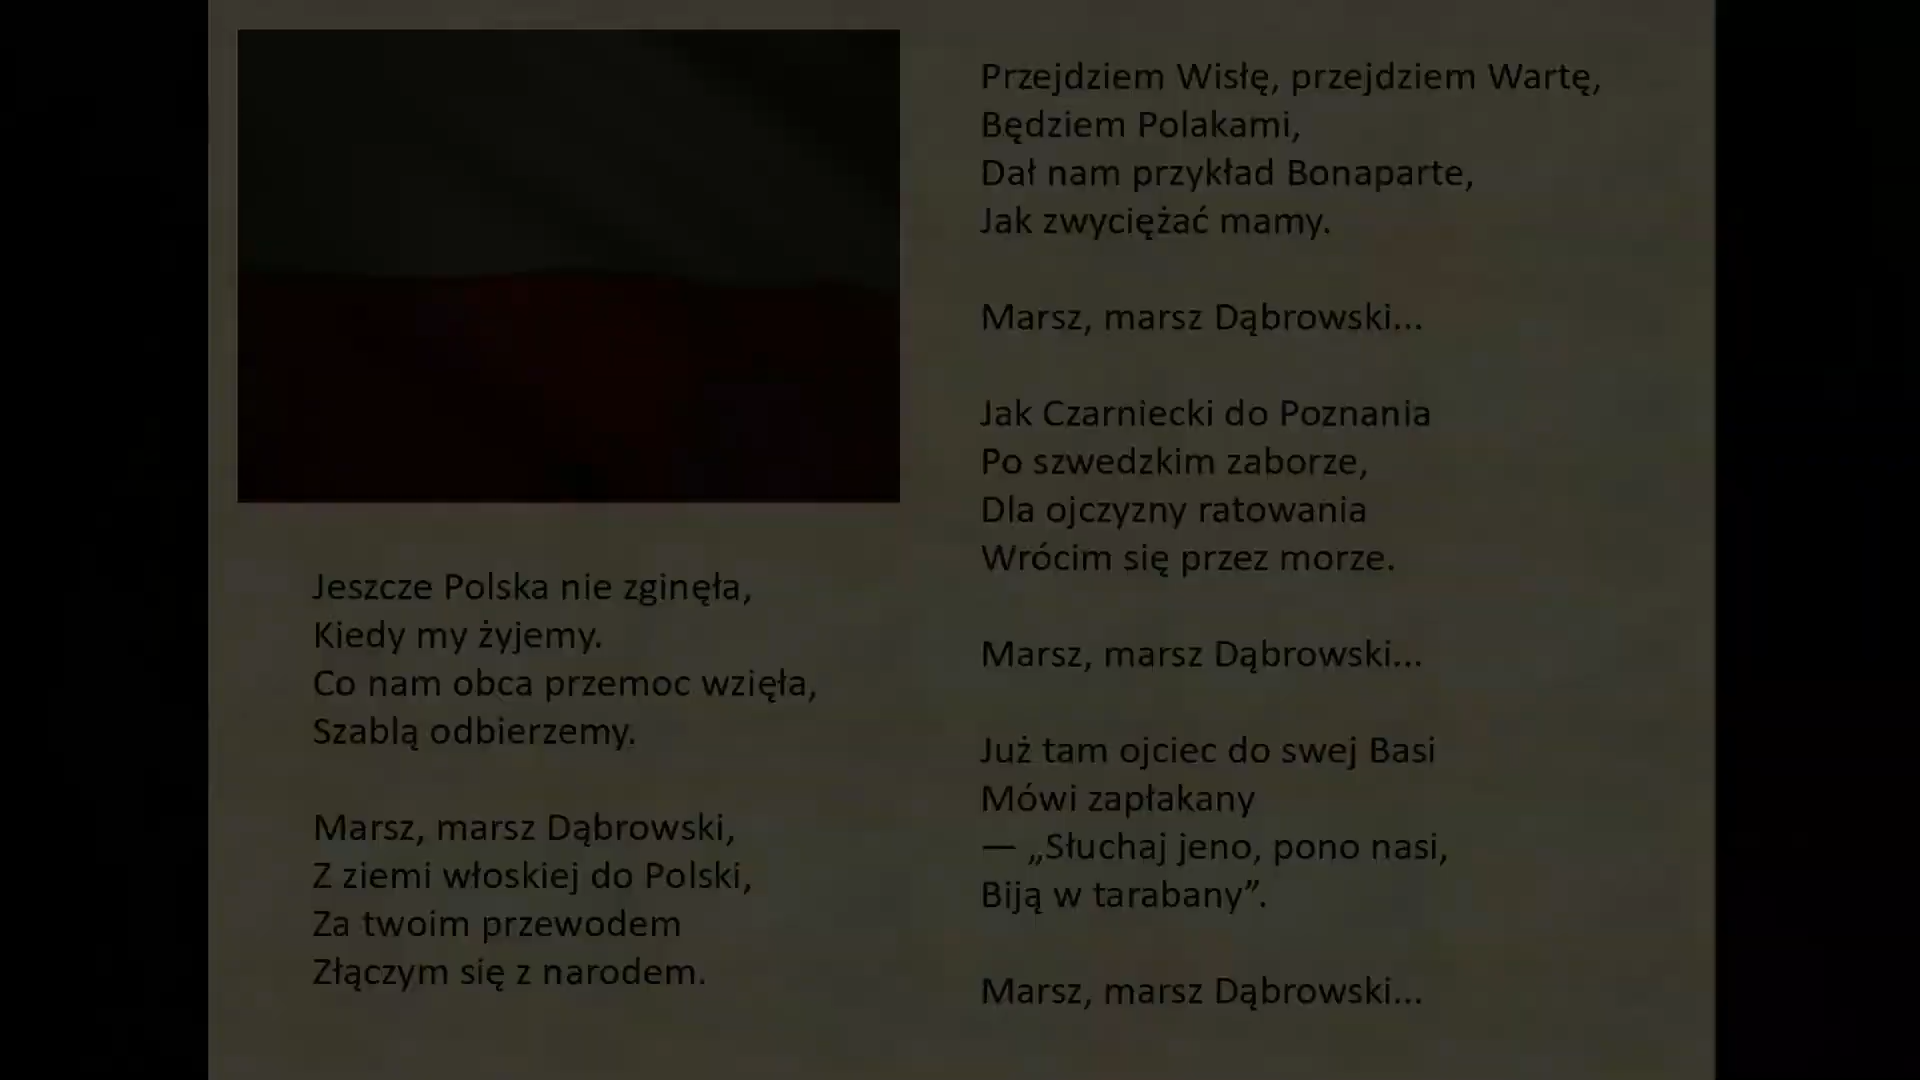 Jeszcze Polska nie zginęła,
Kiedy my żyjemy.
Co nam obca przemoc wzięła,
Szablą odbierzemy.
Marsz, marsz Dąbrowski,
Z ziemi włoskiej do Polski,
Za twoim przewodem
Złączym się z narodem.
Przejdziem Wisłę, przejdziem Wartę,
Będziem Polakami,
Dał nam przykład Bonaparte,
Jak zwyciężać mamy.
Marsz, marsz Dąbrowski...
Jak Czarniecki do Poznania
Po szwedzkim zaborze,
Dla ojczyzny ratowania
Wrócim się przez morze.
Marsz, marsz Dąbrowski...
Już tam ojciec do swej Basi
Mówi zapłakany
— „Słuchaj jeno, pono nasi,
Biją w tarabany”.
Marsz, marsz Dąbrowski...